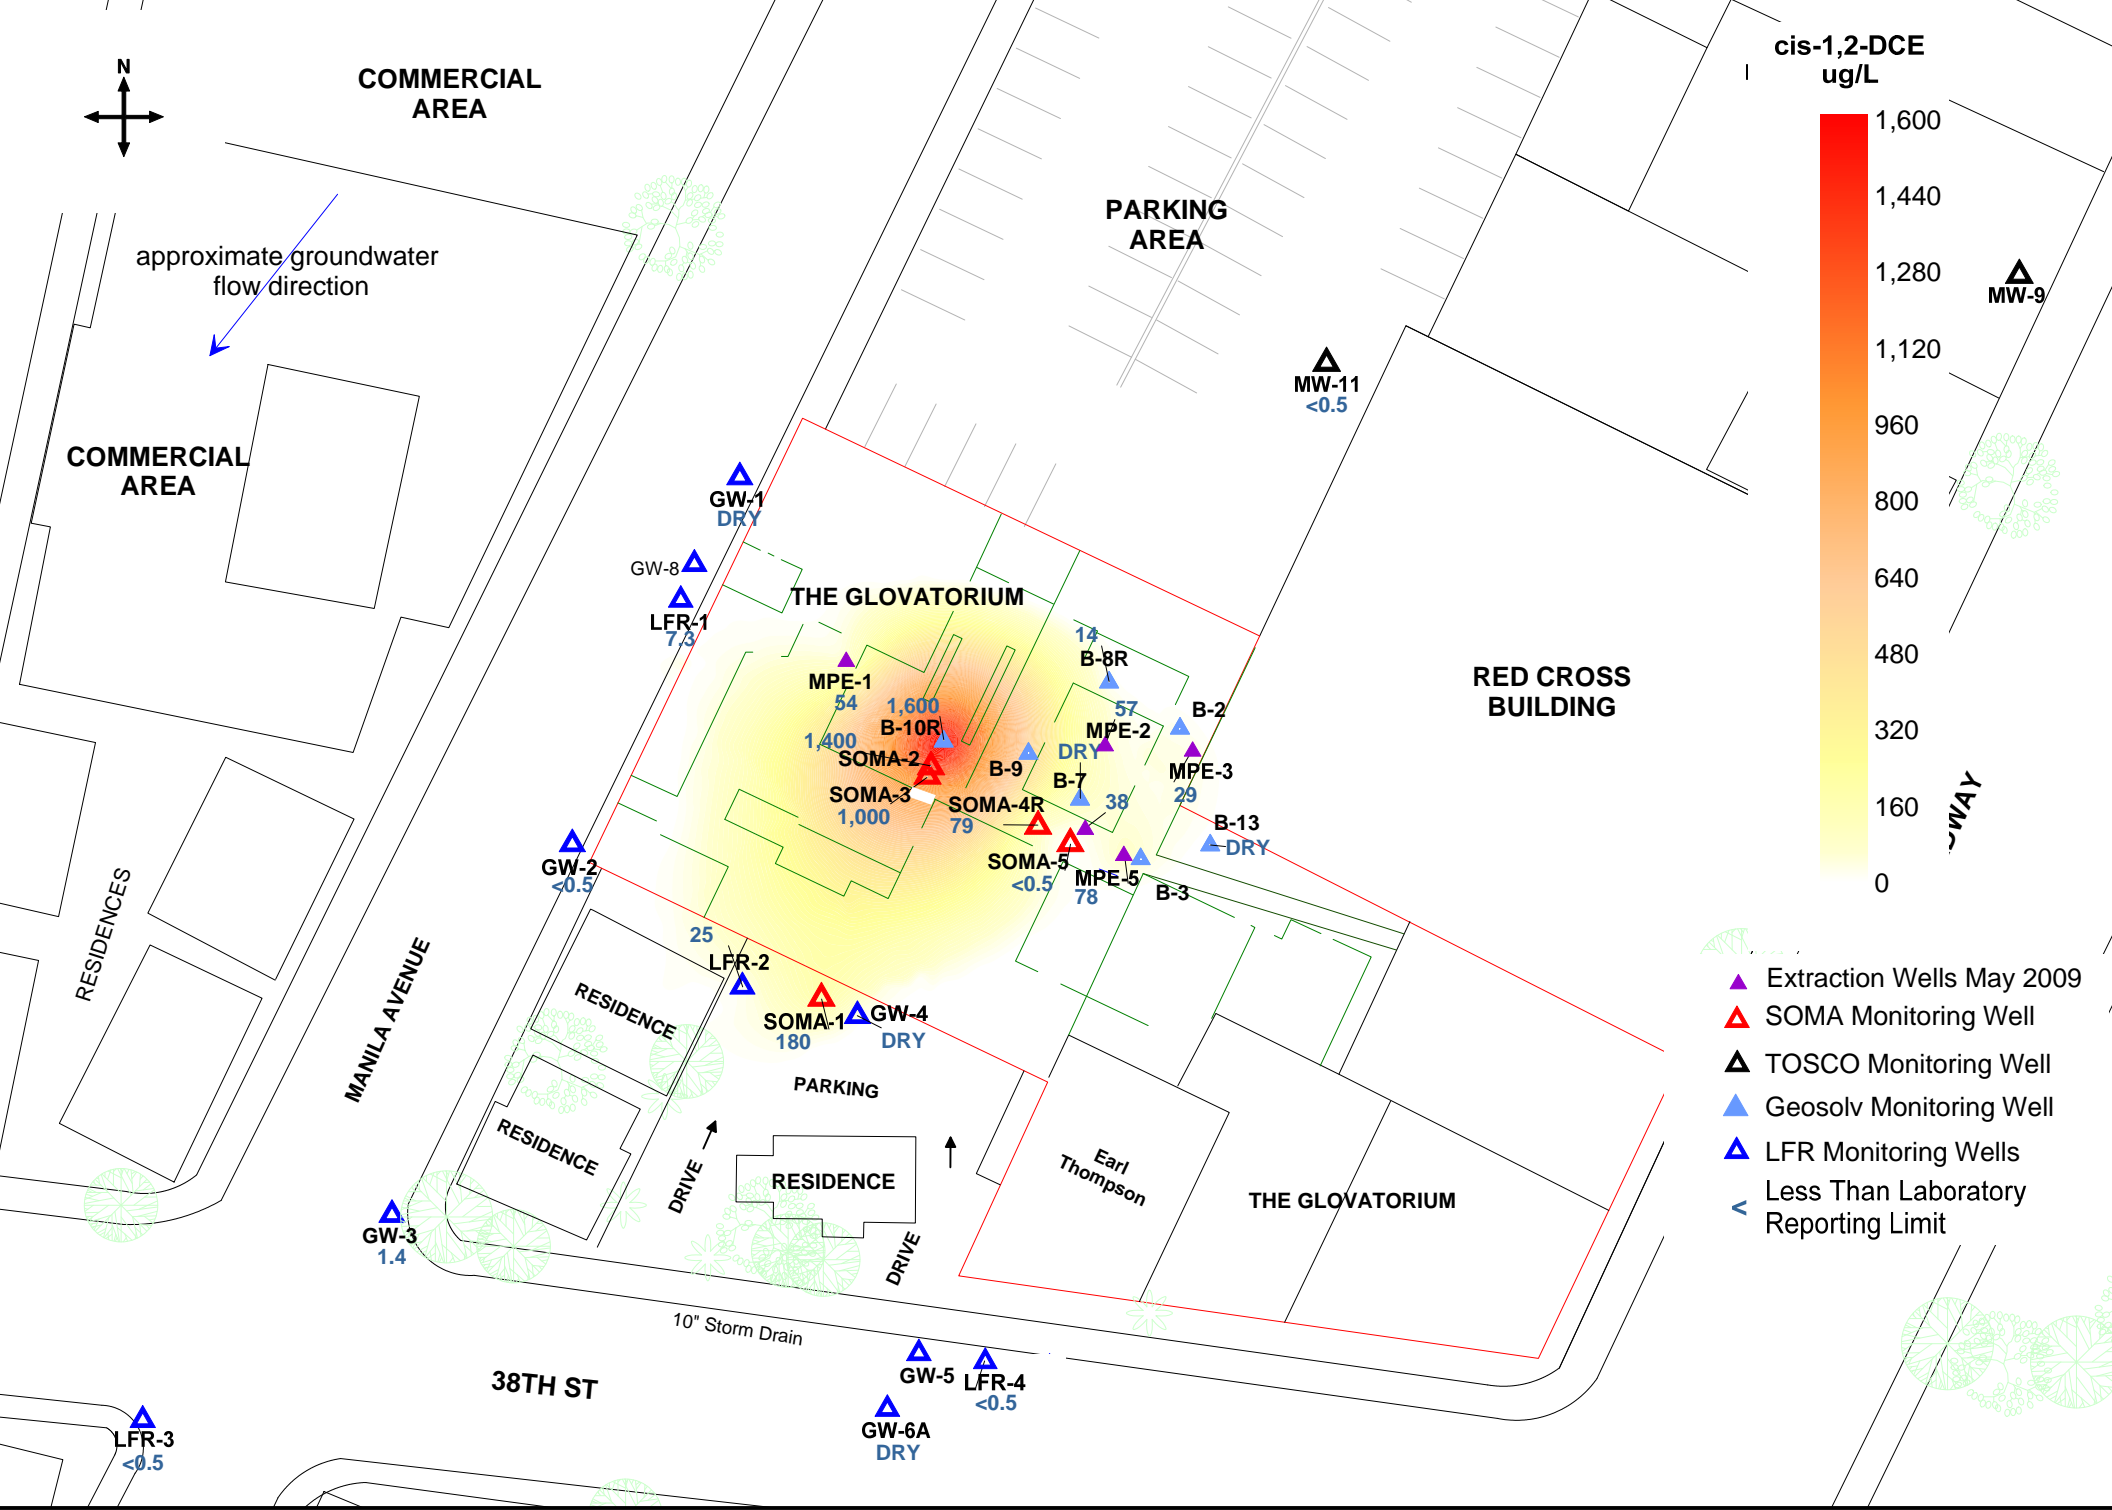 cis-1,2-DCE
ug/L
1,600
1,440
1,280
1,120
960
800
640
480
320
160
0
N
COMMERCIAL
AREA
approximate groundwater
flow direction
PARKING
AREA
MW-9
MW-11
<0.5
COMMERCIAL
AREA
GW-1
DRY
GW-8
LFR-1
7.3
THE GLOVATORIUM
14
B-8R
MPE-1
54
1,600
B-10R
1,400
SOMA-2
SOMA-3
1,000
57
MPE-2
DRY
B-7
B-2
B-9
MPE-3
29
SOMA-4R
79
38
B-13
DRY
SOMA-5
<0.5
MPE-5
78
B-3
RED CROSS
BUILDING
WAY
GW-2
<0.5
RESIDENCES
MANILA AVENUE
25
LFR-2
SOMA-1
180
GW-4
DRY
RESIDENCE
PARKING
RESIDENCE
DRIVE
RESIDENCE
DRIVE
Earl
Thompson
THE GLOVATORIUM
GW-3
1.4
10" Storm Drain
38TH ST
GW-5
LFR-4
<0.5
GW-6A
DRY
LFR-3
<0.5
Extraction Wells May 2009
SOMA Monitoring Well
TOSCO Monitoring Well
Geosolv Monitoring Well
LFR Monitoring Wells
< Less Than Laboratory
Reporting Limit